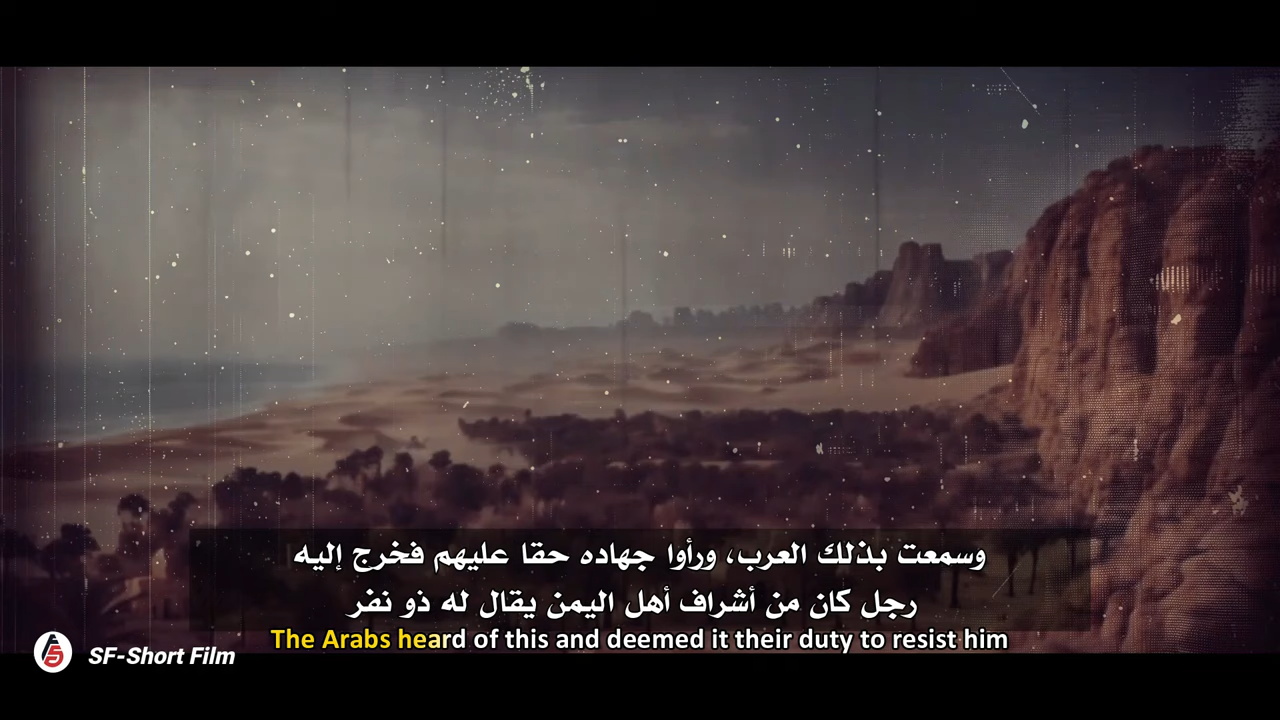 وسمعت بذلك العرب، ورأوا جهاده حقا عليهم فخرج إليه
رجل كان من أشراف أهل اليمن يقال له ذو نفر
The Arabs heard of this and deemed it their duty to resist him
SF-Short Film